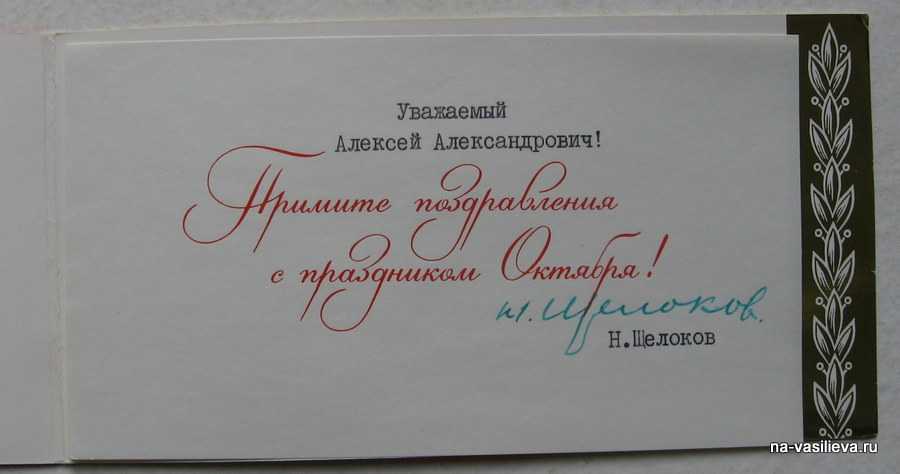 Уважаемый
Алексей Александрович!
Примите поздравления
с праздником Октября!
Н. Щелоков.
Н.Щелоков
na-vasilieva.ru